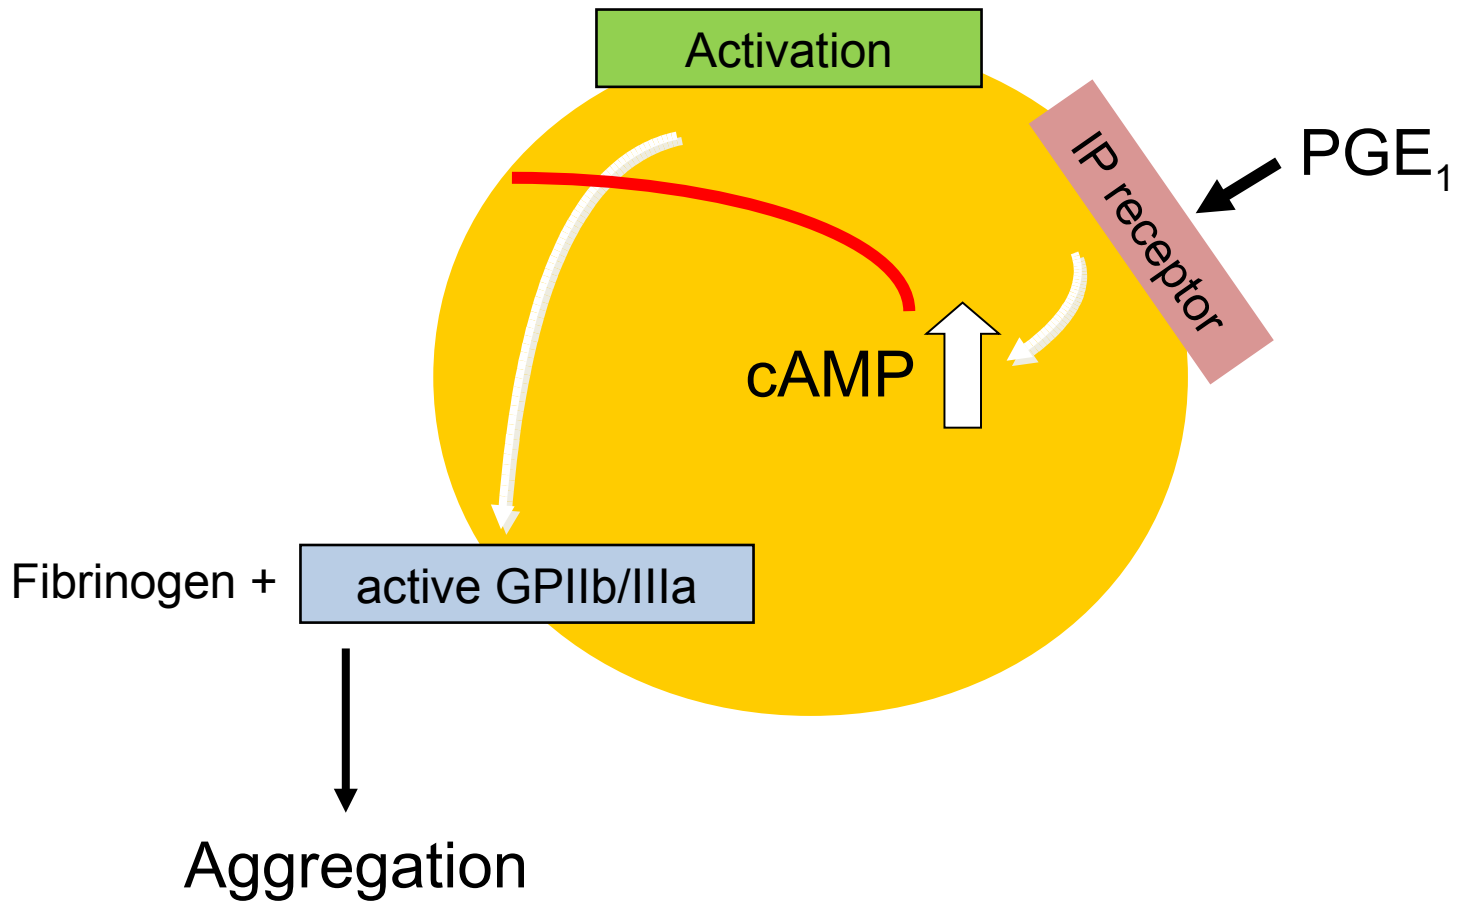 Activation
IP receptor
PGE₁
cAMP
Fibrinogen +
active GPIIb/IIIa
Aggregation